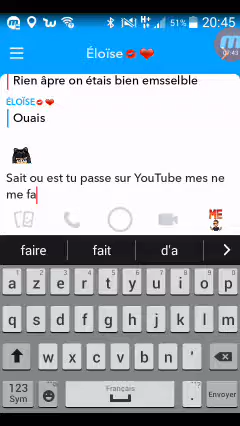 51% 20:45
Éloïse
Rien âpre on étais bien emsselble
ÉLOÏSE
Ouais
Sait ou est tu passe sur YouTube mes ne
me fa
ME
faire fait d'a
a z e r t y u i o p
q s d f g h j k l m
w x c v b n '
123
Sym
Français
.
Envoyer